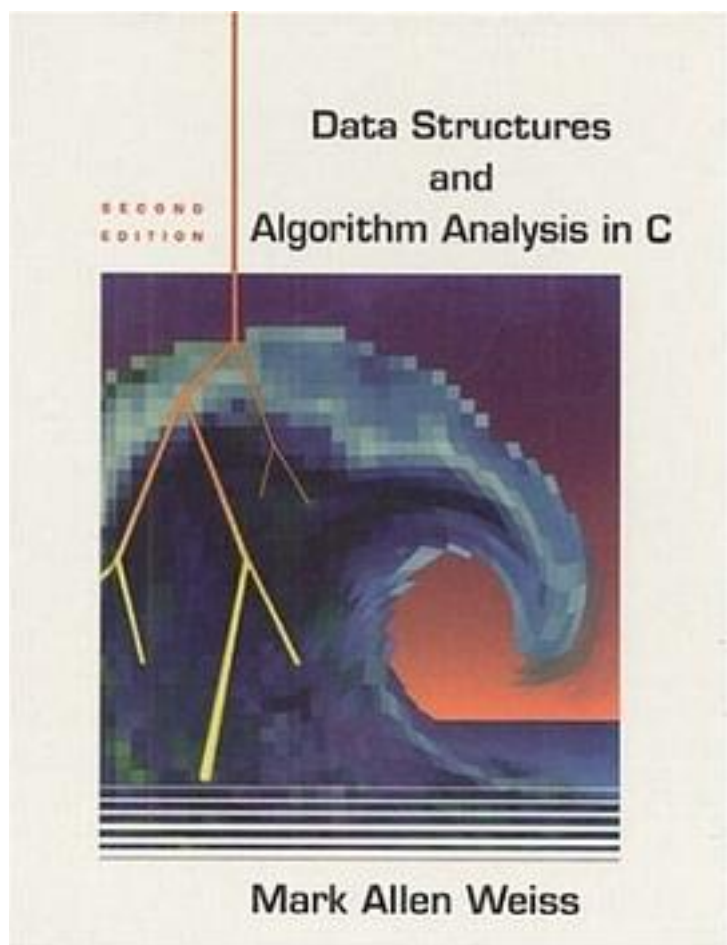 Data Structures
and
Algorithm Analysis in C
SECOND
EDITION
Mark Allen Weiss